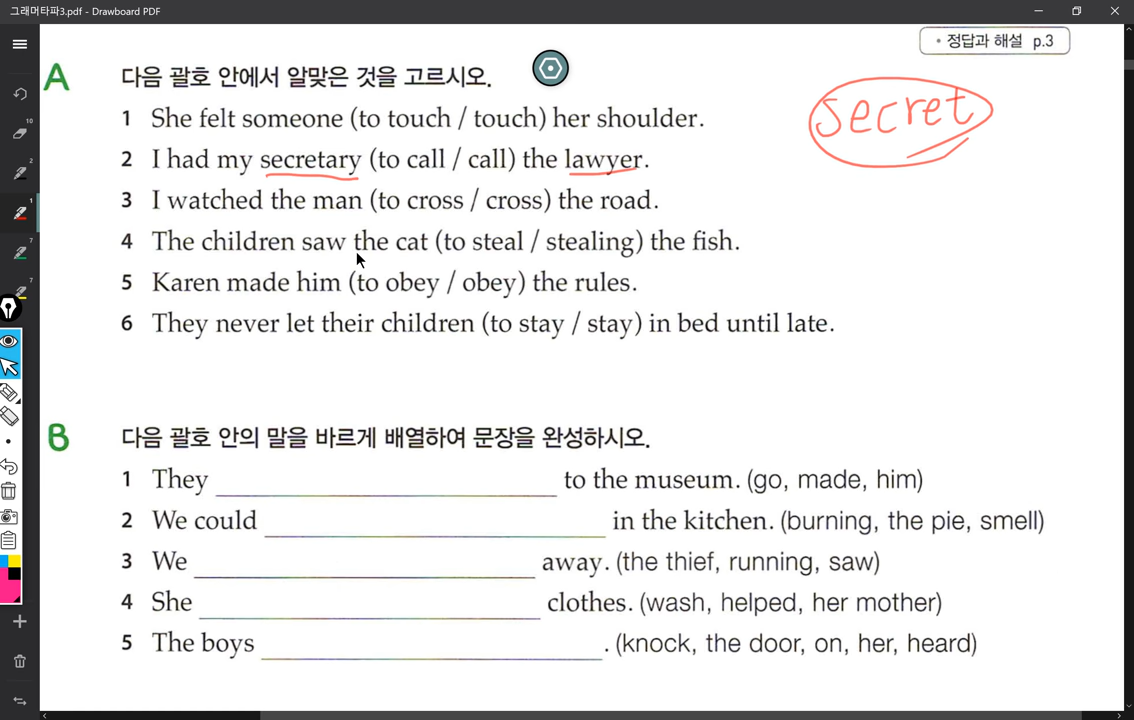 그래머타파3.pdf - Drawboard PDF
• 정답과 해설 p.3
A 다음 괄호 안에서 알맞은 것을 고르시오.
secret
1 She felt someone (to touch / touch) her shoulder.
2 I had my secretary (to call / call) the lawyer.
3 I watched the man (to cross / cross) the road.
4 The children saw the cat (to steal / stealing) the fish.
5 Karen made him (to obey / obey) the rules.
6 They never let their children (to stay / stay) in bed until late.
B 다음 괄호 안의 말을 바르게 배열하여 문장을 완성하시오.
1 They to the museum. (go, made, him)
2 We could in the kitchen. (burning, the pie, smell)
3 We away. (the thief, running, saw)
4 She clothes. (wash, helped, her mother)
5 The boys . (knock, the door, on, her, heard)
10
2
1
7
7